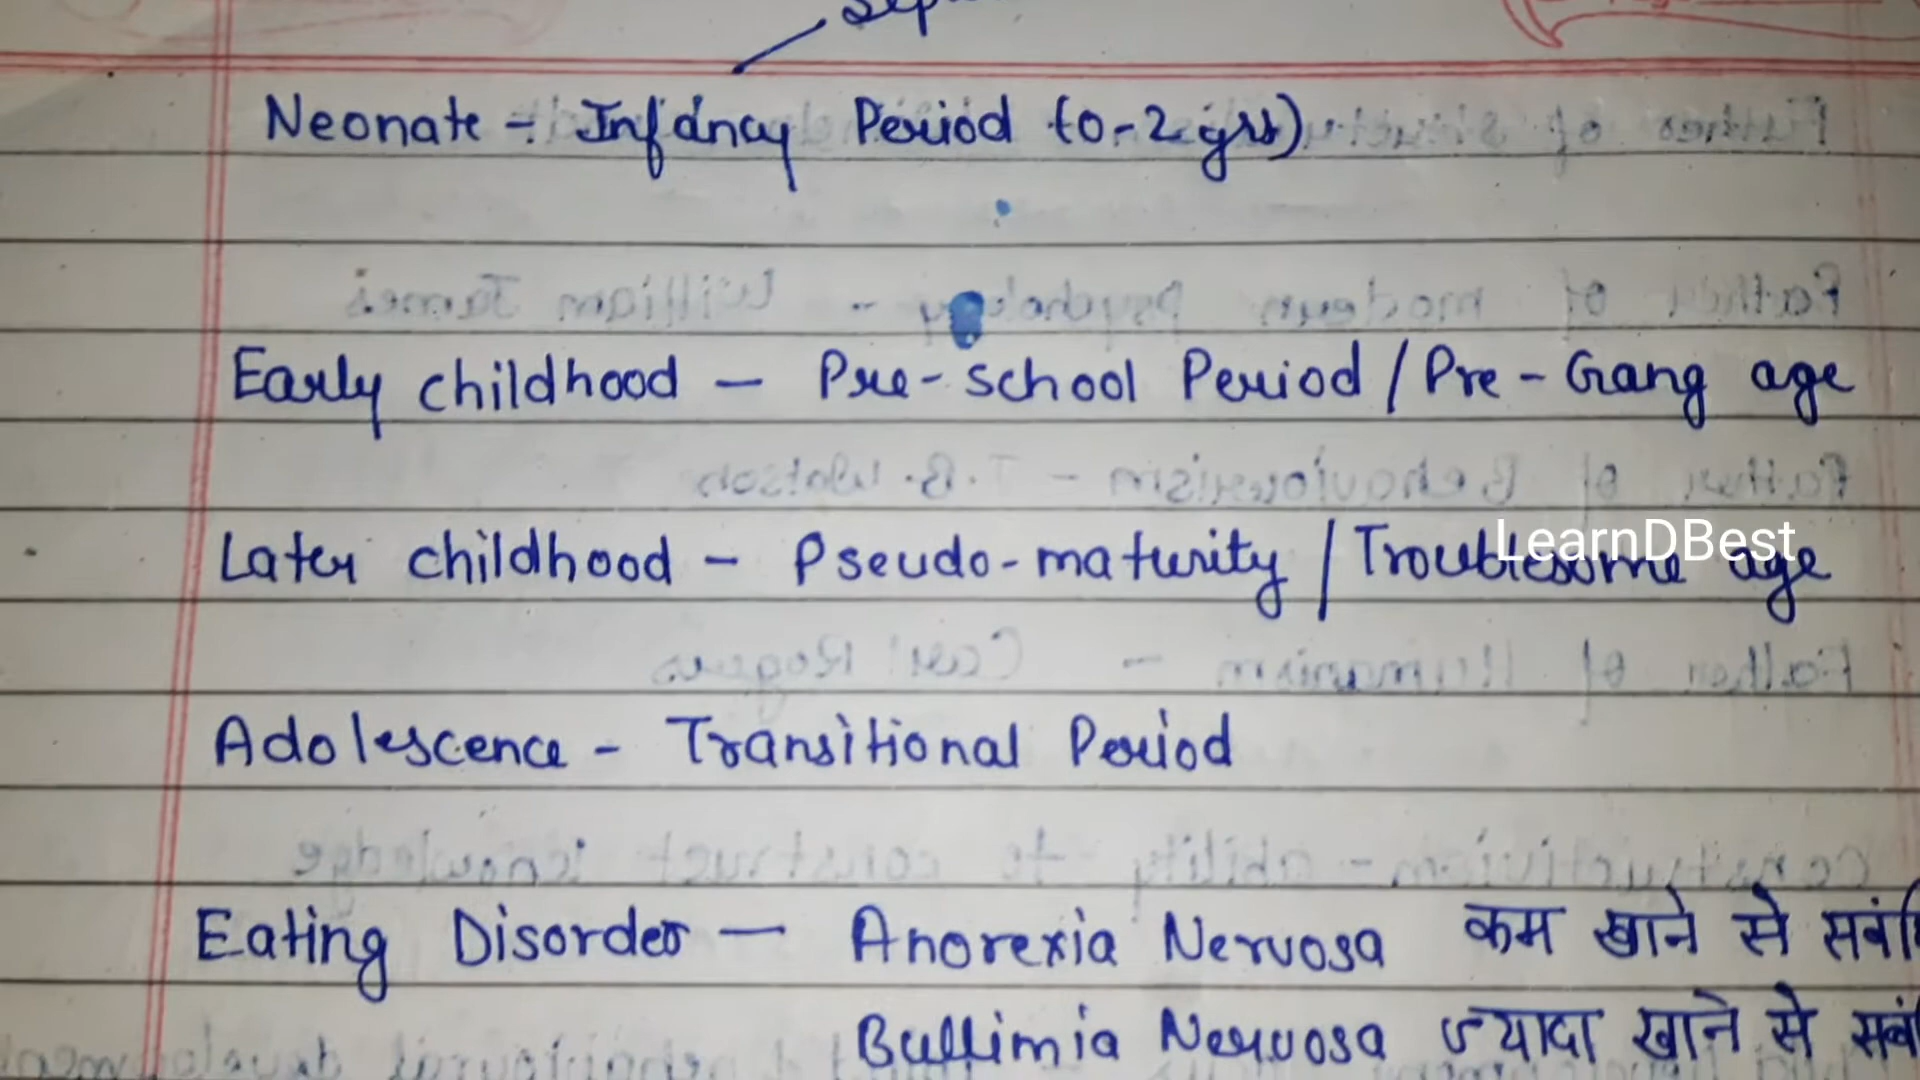 Neonate - Infancy Period (0-2 yrs)
Early childhood - Pre-school Period / Pre-Gang age
Later childhood - Pseudo-maturity / Troublesome age
LearnDBest
Adolescence - Transitional Period
Eating Disorder - Anorexia Nervosa कम खाने से
Bullimia Nervosa ज्यादा खाने से